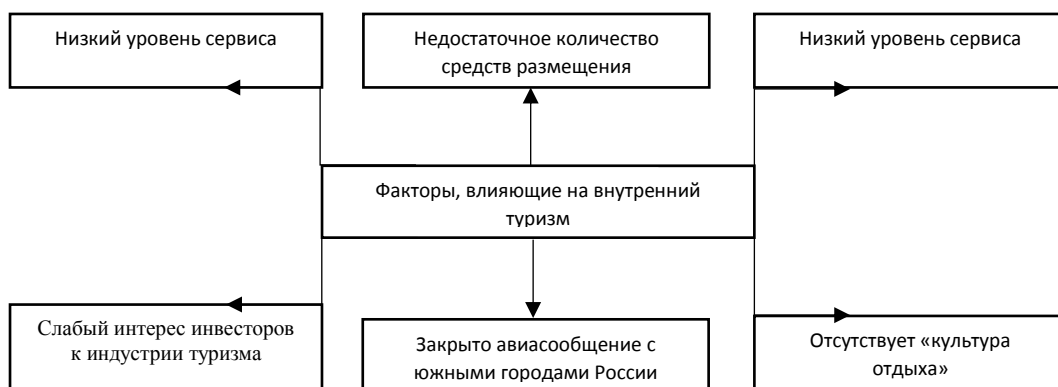 Низкий уровень сервиса
Недостаточное количество
средств размещения
Низкий уровень сервиса
Факторы, влияющие на внутренний
туризм
Слабый интерес инвесторов
к индустрии туризма
Закрыто авиасообщение с
южными городами России
Отсутствует «культура
отдыха»